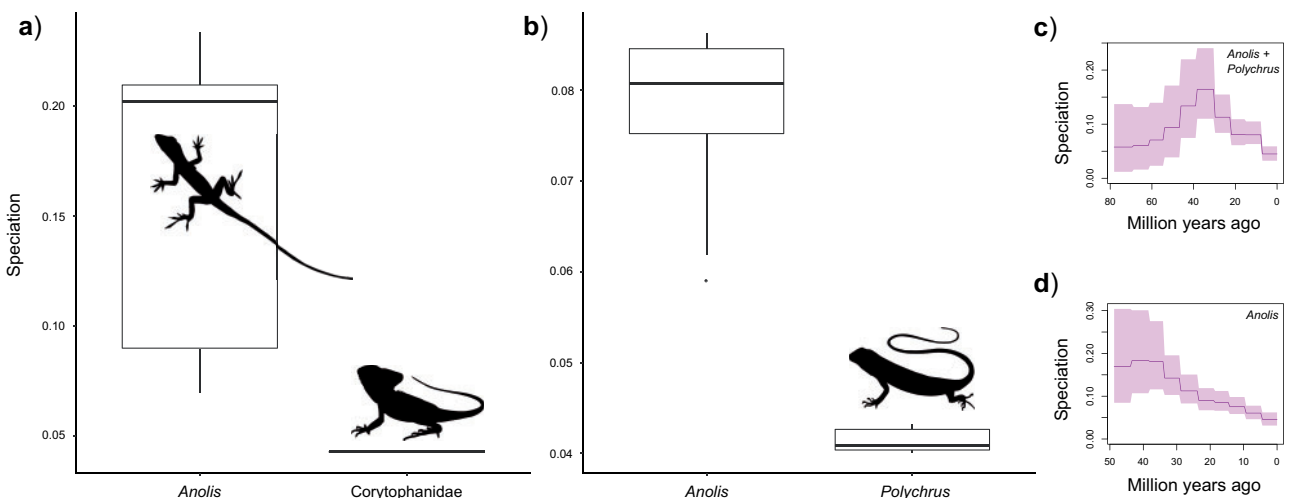 a)
Speciation
0.20
0.15
0.10
0.05
Anolis Corytophanidae
b)
0.08
0.07
0.06
0.05
0.04
Anolis Polychrus
c)
Speciation
0.20
0.10
0.00
Anolis +
Polychrus
80 60 40 20 0
Million years ago
d)
Speciation
0.30
0.20
0.10
0.00
Anolis
50 40 30 20 10 0
Million years ago